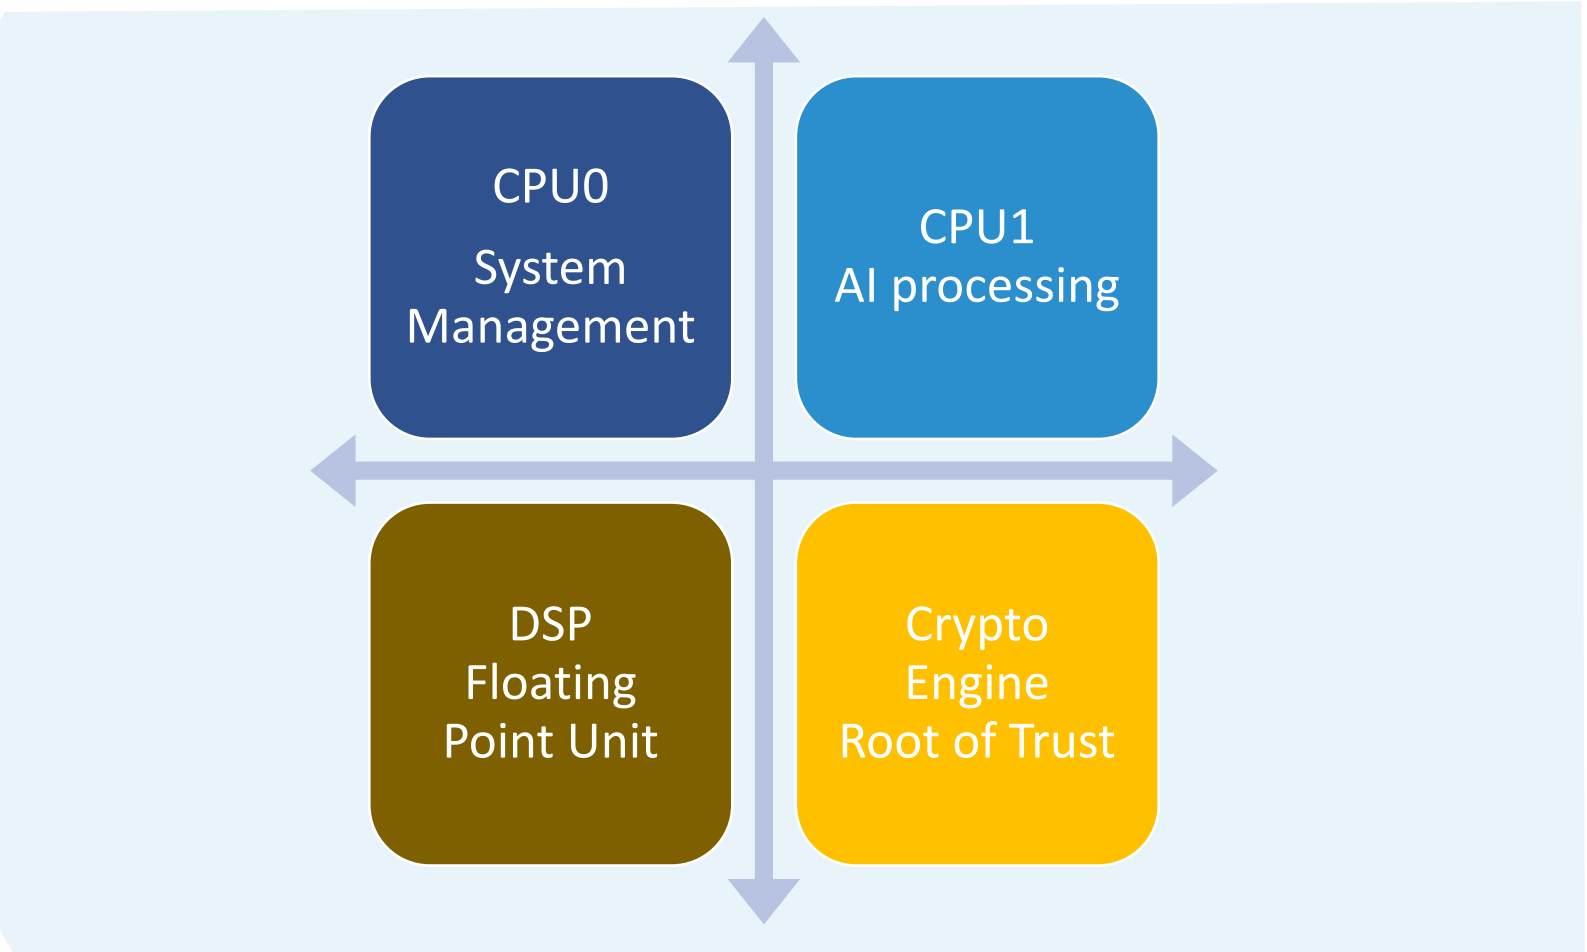 CPU0
System
Management
CPU1
AI processing
DSP
Floating
Point Unit
Crypto
Engine
Root of Trust